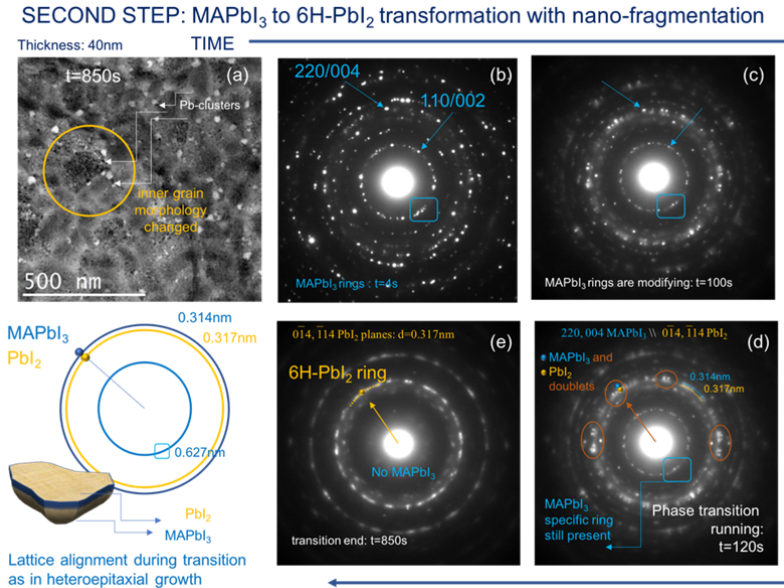 SECOND STEP: MAPbI₃ to 6H-PbI₂ transformation with nano-fragmentation
Thickness: 40nm
TIME
t=850s
(a)
Pb-clusters
inner grain
morphology
changed
500 nm
(b)
220/004
110/002
MAPbI₃ rings : t=4s
(c)
MAPbI₃ rings are modifying: t=100s
0.314nm
MAPbI₃
0.317nm
PbI₂
0.627nm
PbI₂
MAPbI₃
Lattice alignment during transition
as in heteroepitaxial growth
01̄4, 1̄14 PbI₂ planes: d=0.317nm
(e)
6H-PbI₂ ring
No MAPbI₃
transition end: t=850s
220, 004 MAPbI₃ \\ 01̄4, 1̄14 PbI₂
(d)
MAPbI₃ and
PbI₂
doublets
0.314nm
0.317nm
MAPbI₃
specific ring
still present
Phase transition
running:
t=120s